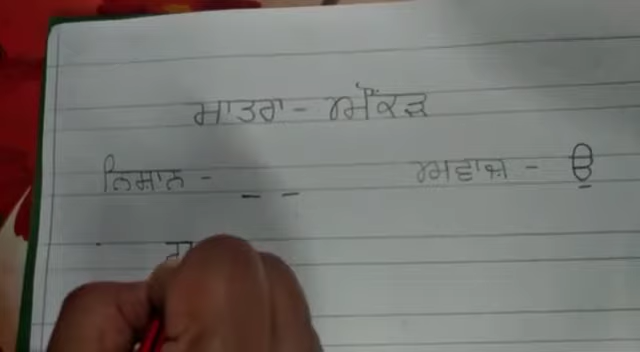 ਮਾਤਰਾ - ਔਂਕੜ
ਨਿਸ਼ਾਨ - _ _ ਅਵਾਜ਼ - ਉ